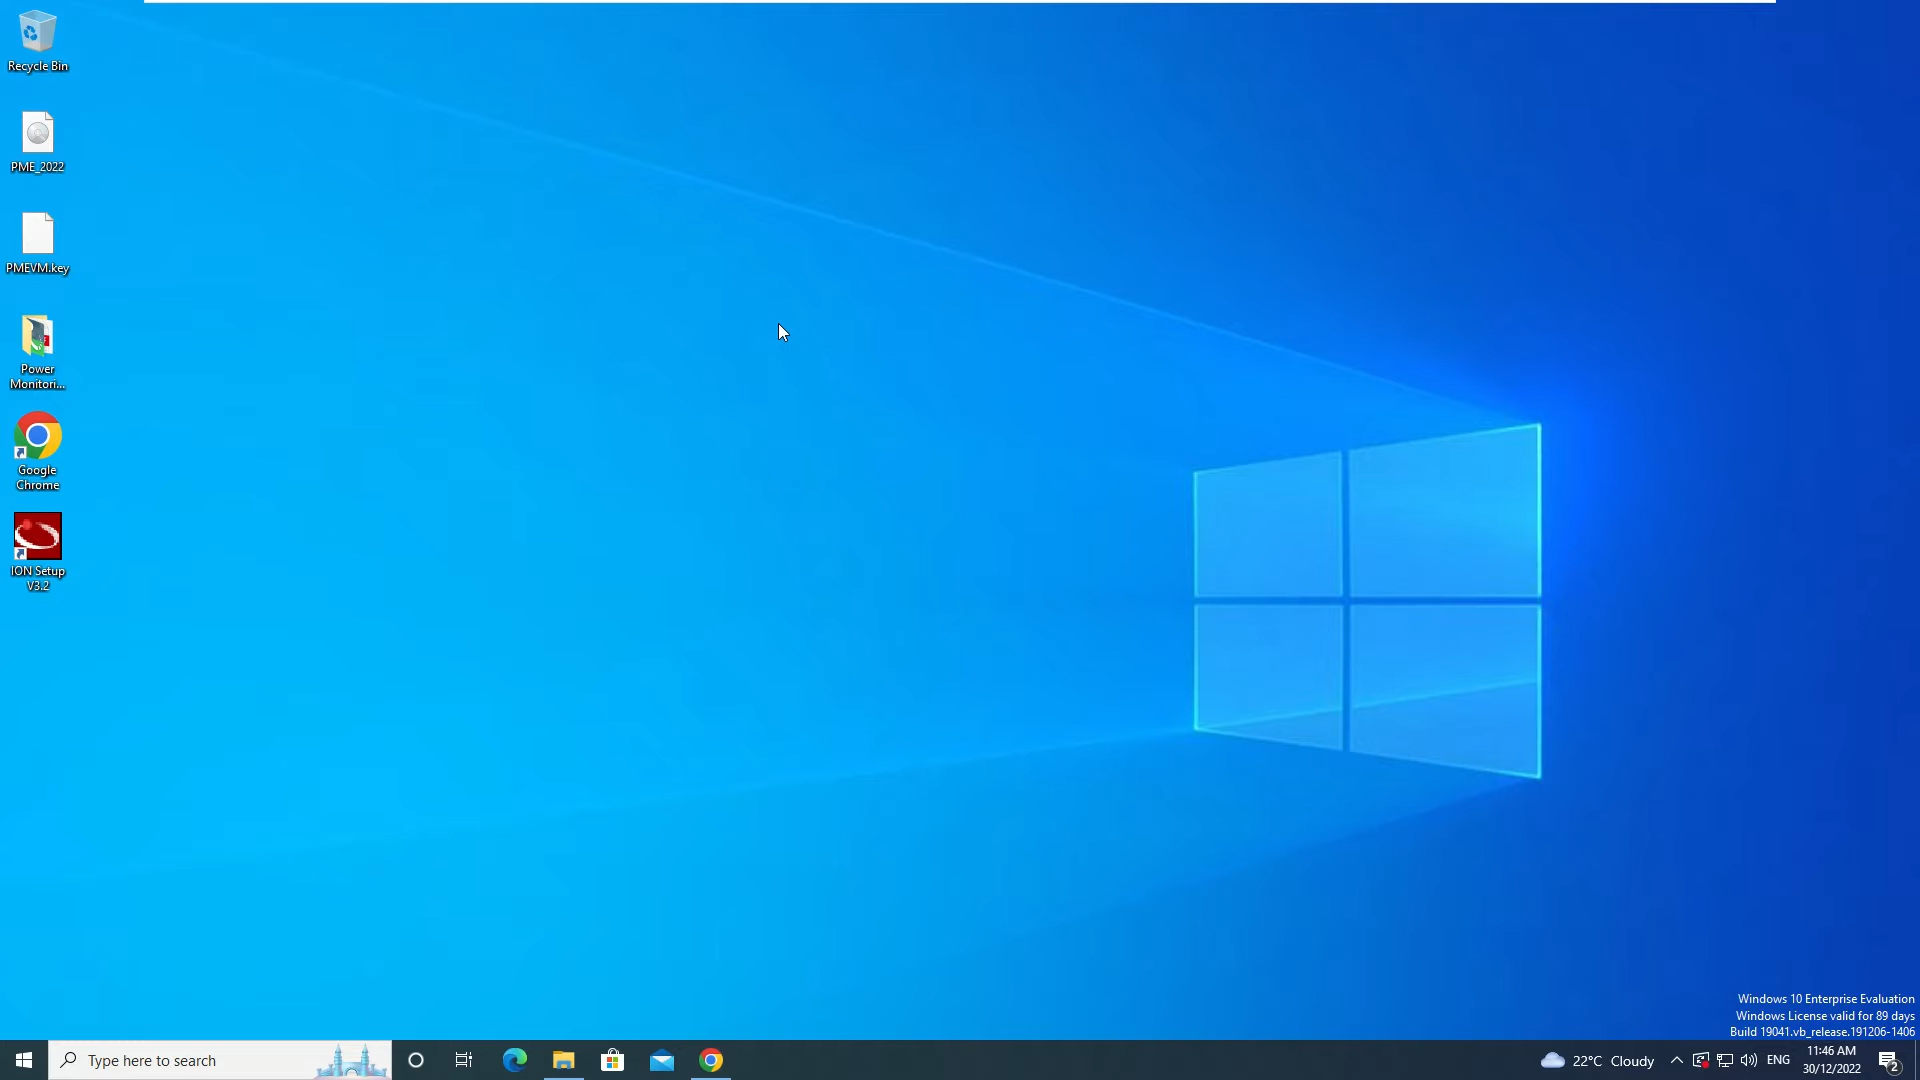 Recycle Bin
PME_2022
PMEVM.key
Power
Monitori...
Google
Chrome
ION Setup
V3.2
Windows 10 Enterprise Evaluation
Windows License valid for 89 days
Build 19041.vb_release.191206-1406
Type here to search
22°C Cloudy
ENG
11:46 AM
30/12/2022
2